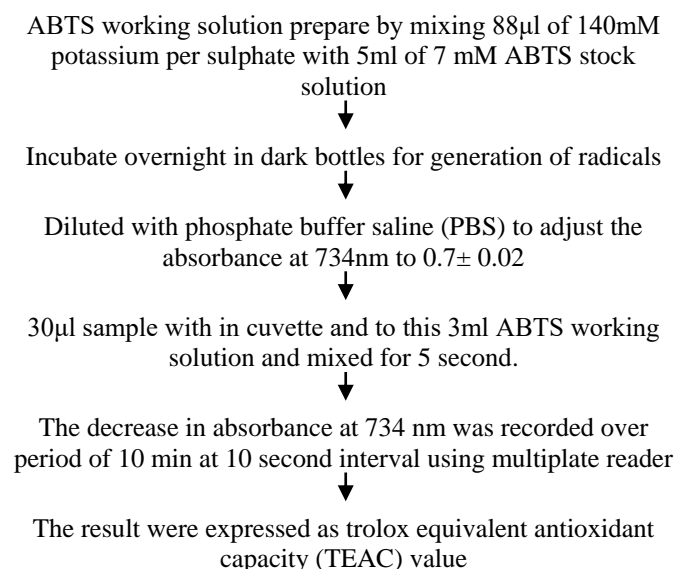 ABTS working solution prepare by mixing 88μl of 140mM
potassium per sulphate with 5ml of 7 mM ABTS stock
solution
Incubate overnight in dark bottles for generation of radicals
Diluted with phosphate buffer saline (PBS) to adjust the
absorbance at 734nm to 0.7± 0.02
30μl sample with in cuvette and to this 3ml ABTS working
solution and mixed for 5 second.
The decrease in absorbance at 734 nm was recorded over
period of 10 min at 10 second interval using multiplate reader
The result were expressed as trolox equivalent antioxidant
capacity (TEAC) value